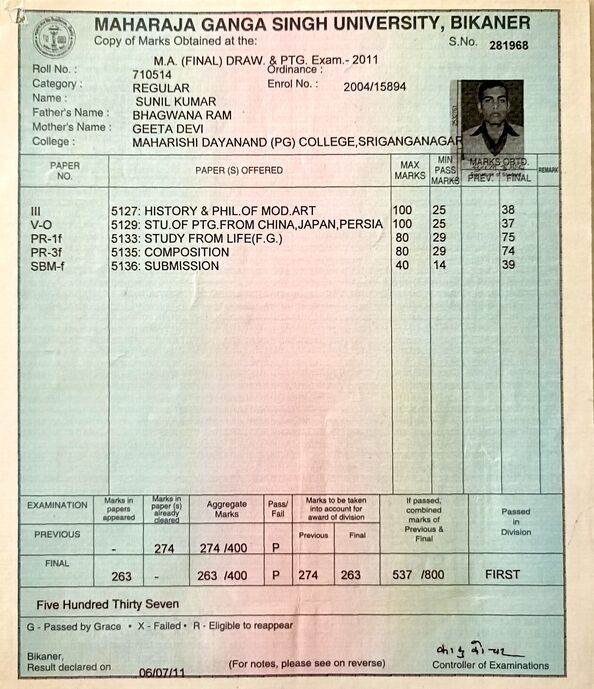 MAHARAJA GANGA SINGH UNIVERSITY, BIKANER
Copy of Marks Obtained at the:
S.No. 281968
M.A. (FINAL) DRAW. & PTG. Exam.- 2011
Roll No. : 710514 Ordinance :
Category : REGULAR Enrol No. : 2004/15894
Name : SUNIL KUMAR
Father's Name : BHAGWANA RAM
Mother's Name : GEETA DEVI
College : MAHARISHI DAYANAND (PG) COLLEGE,SRIGANGANAGAR
PAPER NO. PAPER (S) OFFERED MAX MARKS MIN PASS MARKS MARKS OBTD. PREV. FINAL REMARK
III 5127: HISTORY & PHIL.OF MOD.ART 100 25 38
V-O 5129: STU.OF PTG.FROM CHINA,JAPAN,PERSIA 100 25 37
PR-1f 5133: STUDY FROM LIFE(F.G.) 80 29 75
PR-3f 5135: COMPOSITION 80 29 74
SBM-f 5136: SUBMISSION 40 14 39
EXAMINATION Marks in papers appeared Marks in paper (s) already cleared Aggregate Marks Pass/ Fail Marks to be taken into account for award of division Previous Final If passed, combined marks of Previous & Final Passed in Division
PREVIOUS - 274 274 /400 P
FINAL 263 - 263 /400 P 274 263 537 /800 FIRST
Five Hundred Thirty Seven
G - Passed by Grace • X - Failed • R - Eligible to reappear
Bikaner,
Result declared on 06/07/11 (For notes, please see on reverse) Controller of Examinations